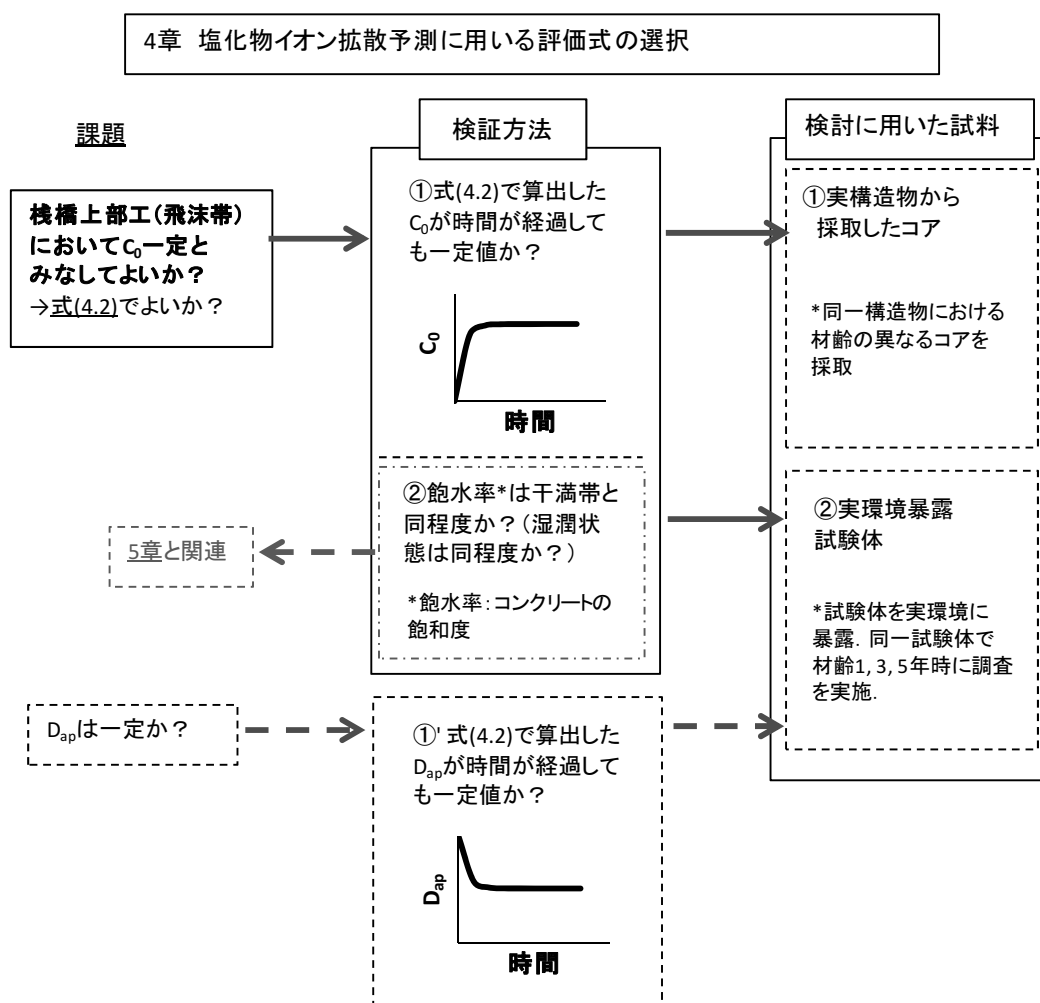 4章 塩化物イオン拡散予測に用いる評価式の選択
課題
桟橋上部工(飛沫帯)
においてC₀一定と
みなしてよいか？
→式(4.2)でよいか？
検証方法
①式(4.2)で算出した
C₀が時間が経過して
も一定値か？
C₀
時間
②飽水率*は干満帯と
同程度か？(湿潤状
態は同程度か？)
*飽水率：コンクリートの
飽和度
5章と関連
検討に用いた試料
①実構造物から
採取したコア
*同一構造物における
材齢の異なるコアを
採取
②実環境暴露
試験体
*試験体を実環境に
暴露．同一試験体で
材齢1, 3, 5年時に調査
を実施．
Dapは一定か？
①' 式(4.2)で算出した
Dapが時間が経過して
も一定値か？
Dap
時間